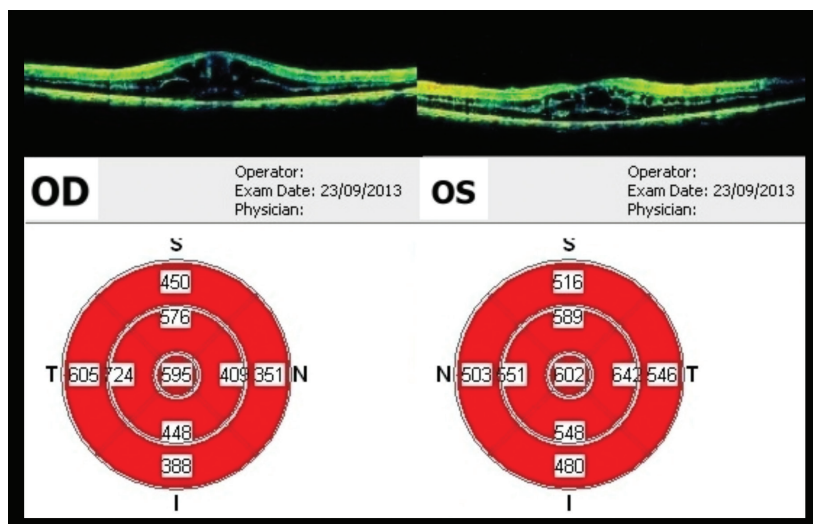 OD
Operator:
Exam Date: 23/09/2013
Physician:
OS
Operator:
Exam Date: 23/09/2013
Physician:
S
450
576
T 605 724 595 409 351 N
448
388
I
S
516
589
N 503 551 602 642 546 T
548
480
I